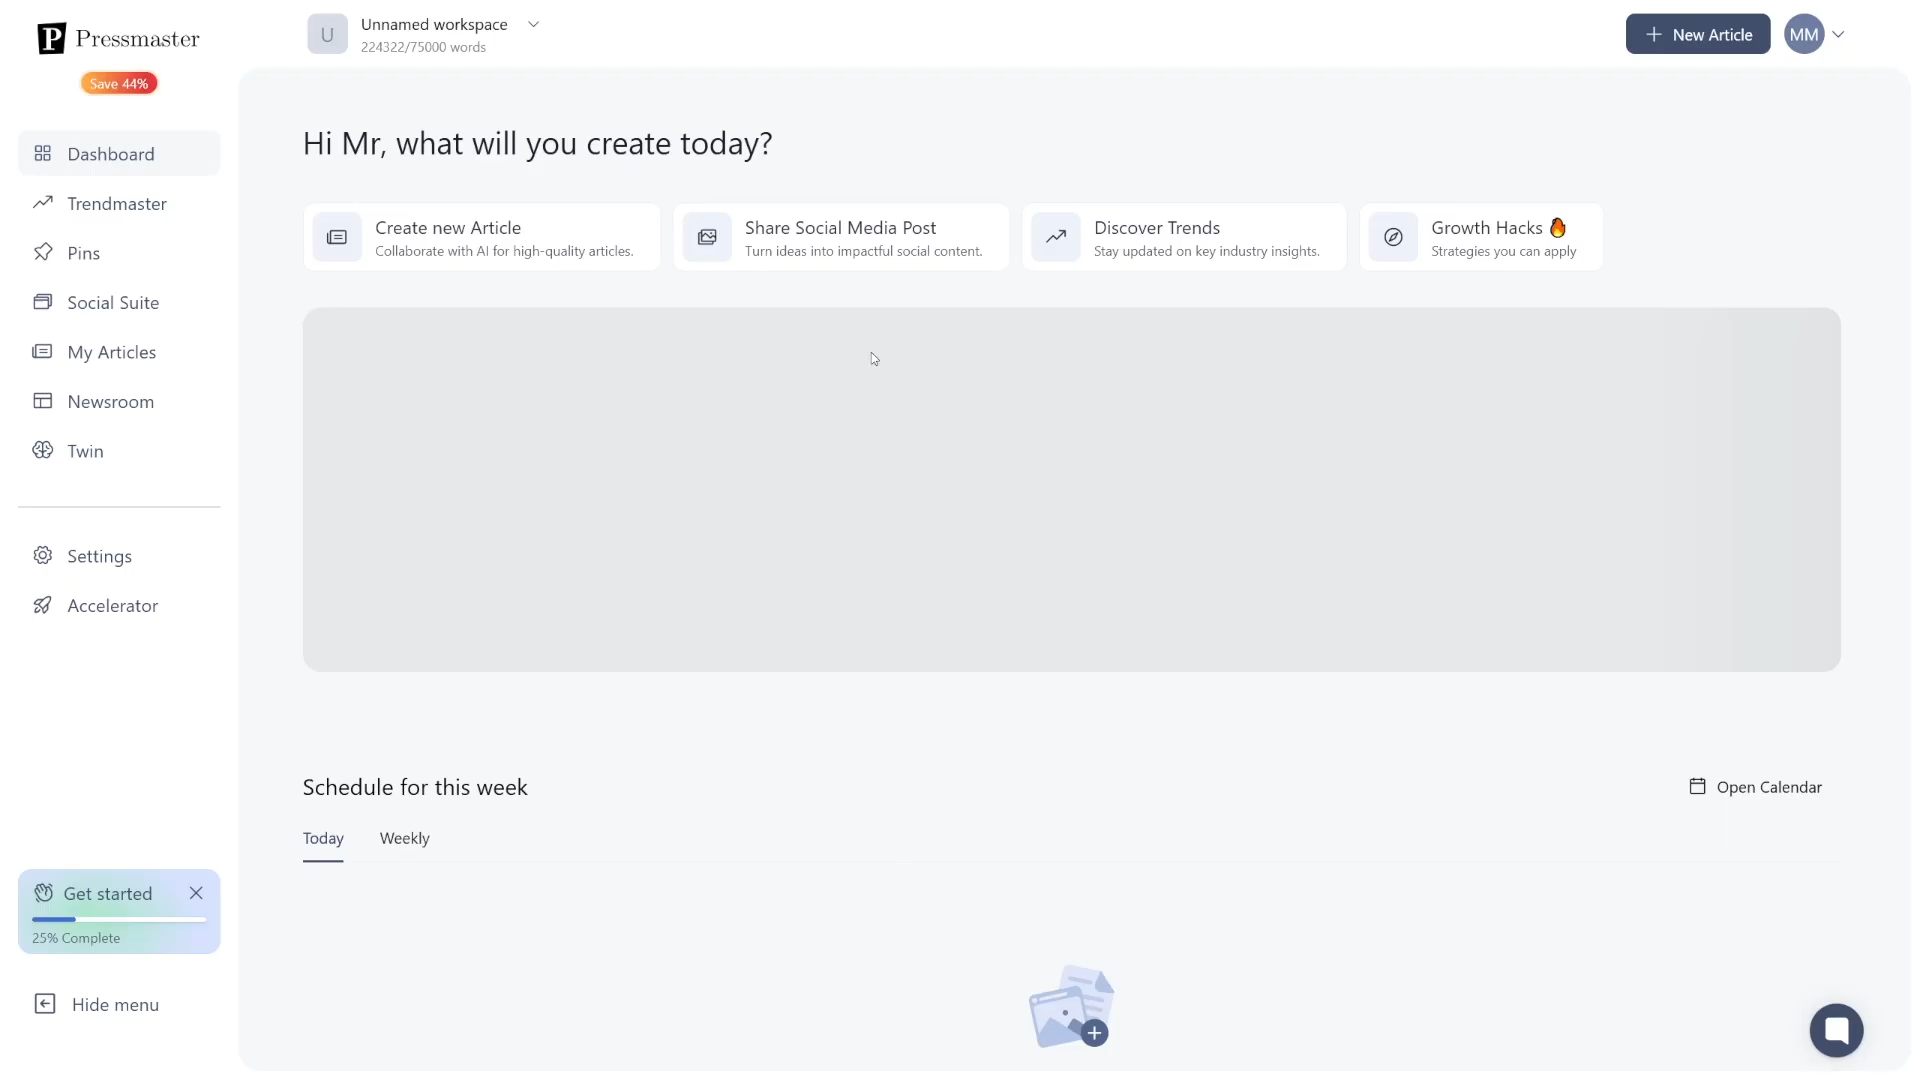 Pressmaster
Save 44%
U
Unnamed workspace
224322/75000 words
New Article
MM
Dashboard
Trendmaster
Pins
Social Suite
My Articles
Newsroom
Twin
Settings
Accelerator
Get started
25% Complete
Hide menu
Hi Mr, what will you create today?
Create new Article
Collaborate with AI for high-quality articles.
Share Social Media Post
Turn ideas into impactful social content.
Discover Trends
Stay updated on key industry insights.
Growth Hacks 🔥
Strategies you can apply
Schedule for this week
Open Calendar
Today
Weekly